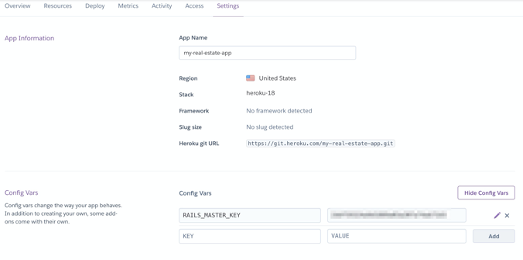 Overview Resources Deploy Metrics Activity Access Settings
App Information
App Name
my-real-estate-app
Region United States
Stack heroku-18
Framework No framework detected
Slug size No slug detected
Heroku git URL https://git.heroku.com/my-real-estate-app.git
Config Vars
Config vars change the way your app behaves.
In addition to creating your own, some add-
ons come with their own.
Config Vars
Hide Config Vars
RAILS_MASTER_KEY
KEY VALUE Add